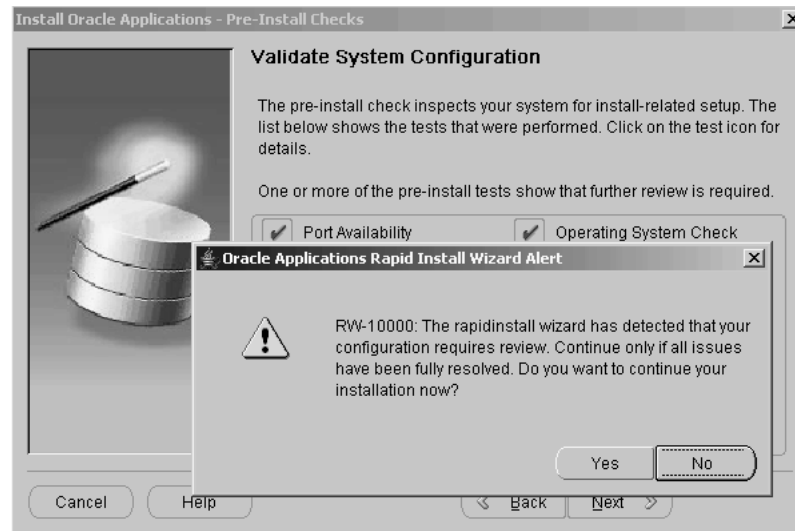 Install Oracle Applications - Pre-Install Checks
Validate System Configuration
The pre-install check inspects your system for install-related setup. The
list below shows the tests that were performed. Click on the test icon for
details.
One or more of the pre-install tests show that further review is required.
Port Availability
Operating System Check
Oracle Applications Rapid Install Wizard Alert
RW-10000: The rapidinstall wizard has detected that your
configuration requires review. Continue only if all issues
have been fully resolved. Do you want to continue your
installation now?
Yes
No
Cancel
Help
Back
Next